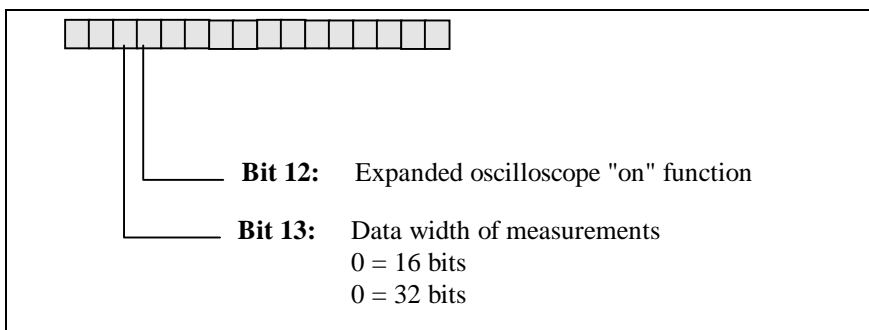 Bit 12: Expanded oscilloscope "on" function
Bit 13: Data width of measurements
0 = 16 bits
0 = 32 bits